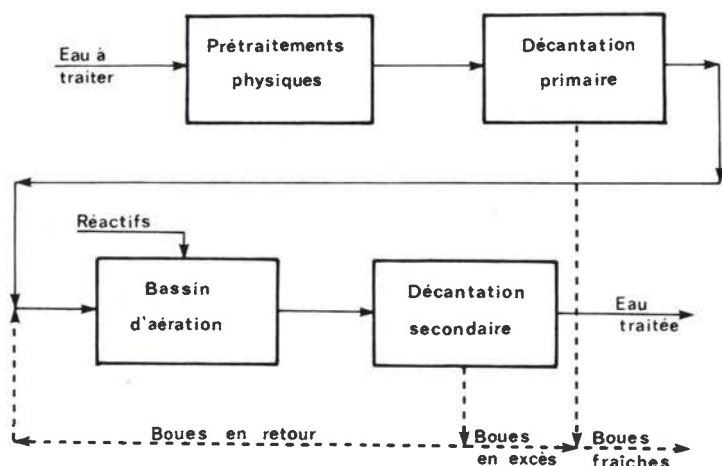 Eau à
traiter
Prétraitements
physiques
Décantation
primaire
Réactifs
Bassin
d'aération
Décantation
secondaire
Eau
traitée
Boues en retour
Boues
en excès
Boues
fraîches